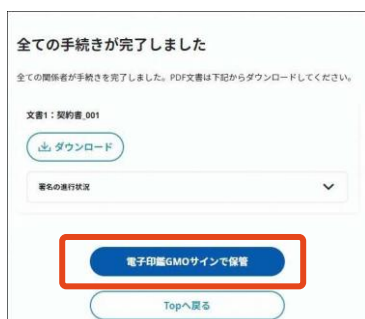 全ての手続きが完了しました
全ての関係者が手続きを完了しました。PDF文書は下記からダウンロードしてください。
文書1：契約書_001
ダウンロード
署名の進行状況
電子印鑑GMOサインで保管
Topへ戻る